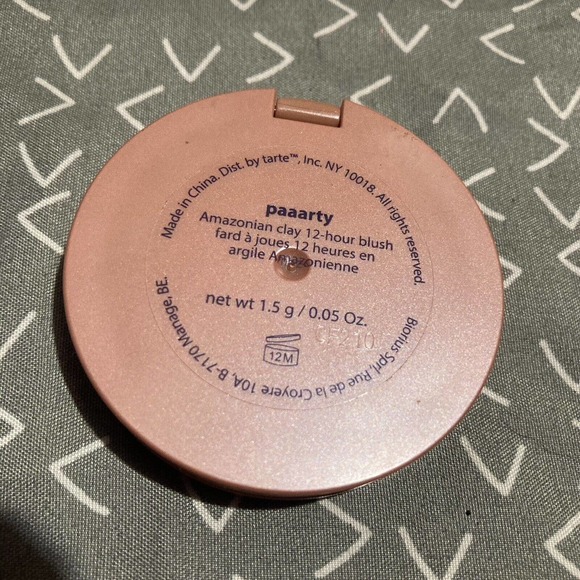 Made in China. Dist. by tarte™, Inc. NY 10018. All rights reserved.
paaarty
Amazonian clay 12-hour blush
fard à joues 12 heures en
argile Amazonienne
net wt 1.5 g / 0.05 Oz.
12M
Biorius Sprl, Rue de la Croyere 10A, B-7170 Manage, BE.